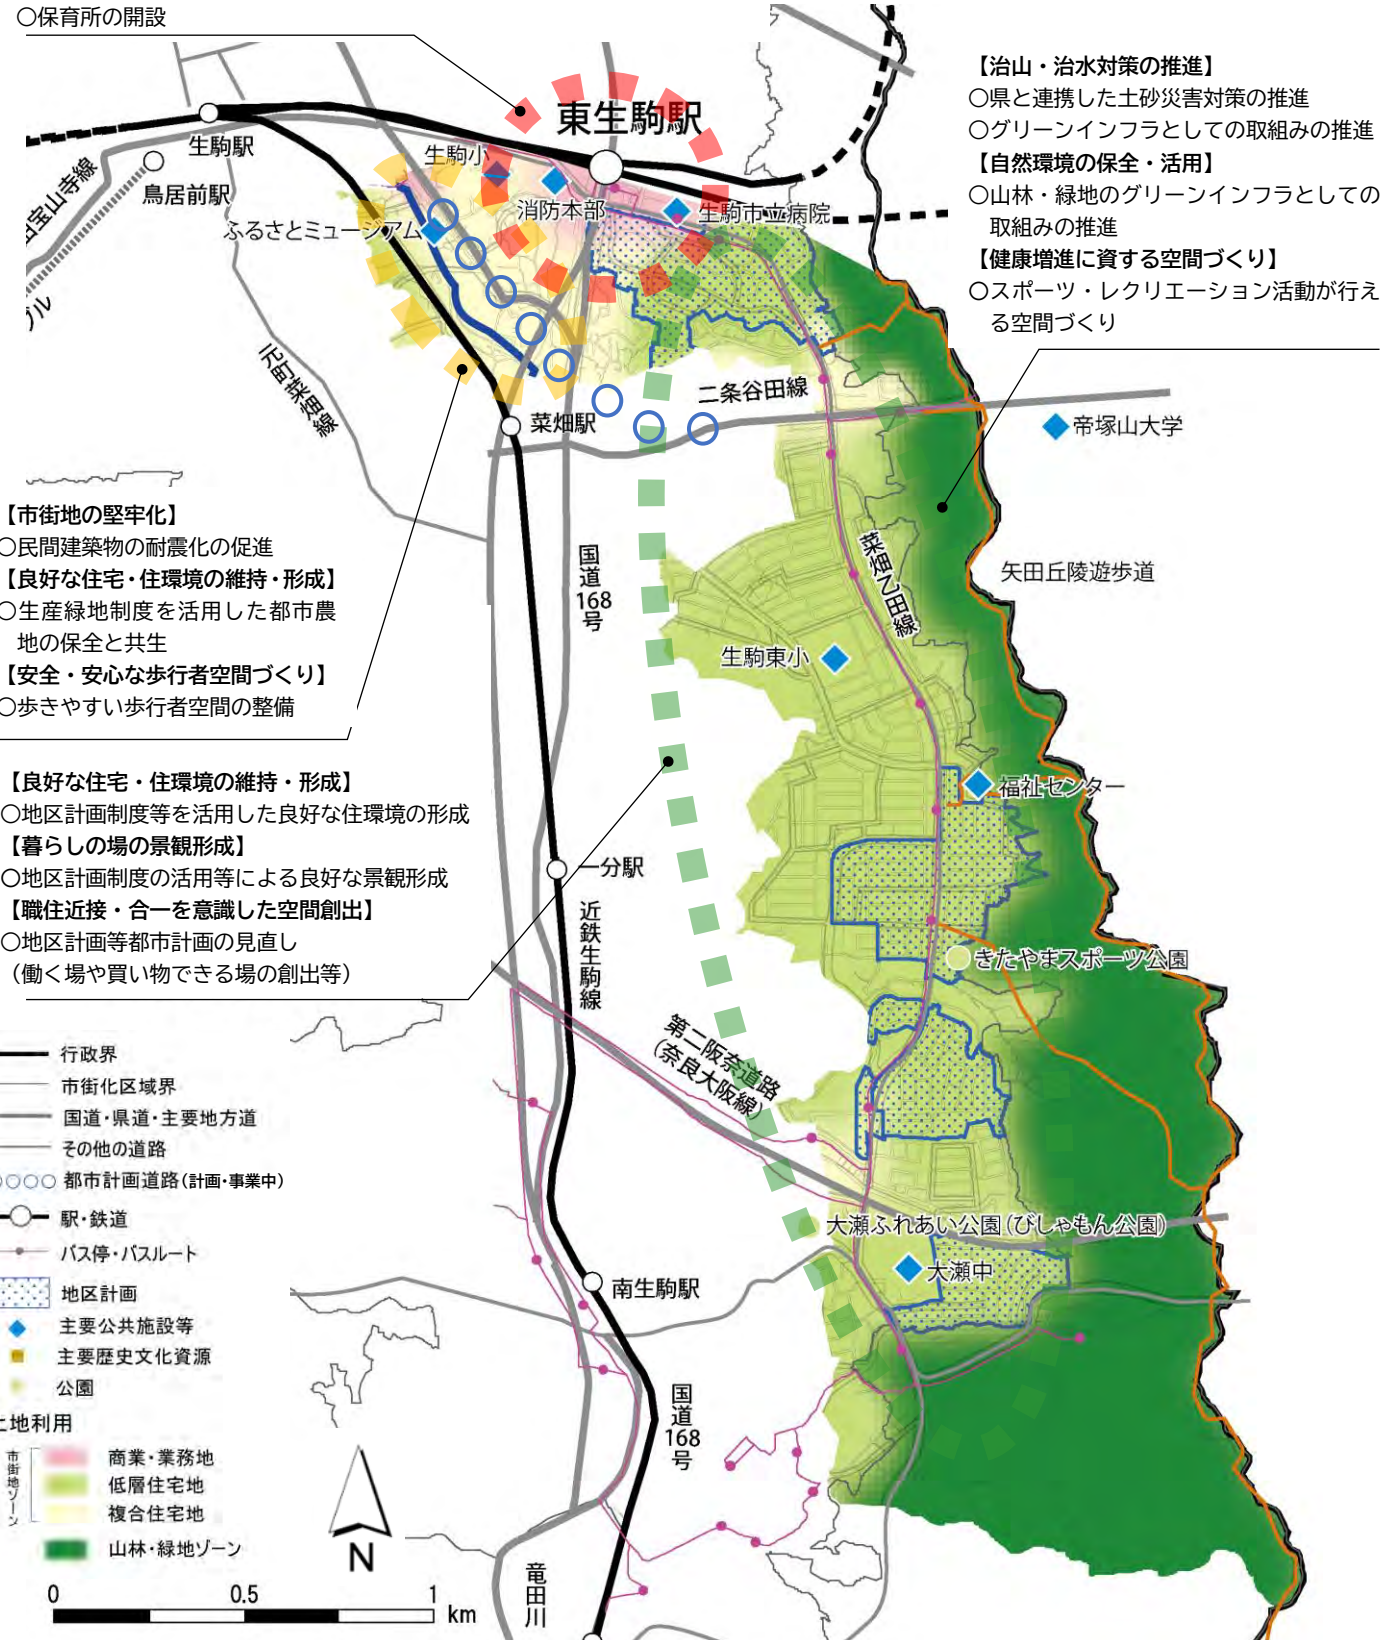 〇保育所の開設
【治山・治水対策の推進】
〇県と連携した土砂災害対策の推進
〇グリーンインフラとしての取組みの推進
【自然環境の保全・活用】
〇山林・緑地のグリーンインフラとしての
取組みの推進
【健康増進に資する空間づくり】
〇スポーツ・レクリエーション活動が行え
る空間づくり
東生駒駅
生駒駅
生駒小
鳥居前駅
消防本部
生駒市立病院
ふるさとミュージアム
宝山寺線
ブル
元町菜畑線
二条谷田線
菜畑駅
帝塚山大学
【市街地の堅牢化】
〇民間建築物の耐震化の促進
【良好な住宅・住環境の維持・形成】
〇生産緑地制度を活用した都市農
地の保全と共生
【安全・安心な歩行者空間づくり】
〇歩きやすい歩行者空間の整備
国道168号
菜畑乙田線
矢田丘陵遊歩道
生駒東小
【良好な住宅・住環境の維持・形成】
〇地区計画制度等を活用した良好な住環境の形成
【暮らしの場の景観形成】
〇地区計画制度の活用等による良好な景観形成
【職住近接・合一を意識した空間創出】
〇地区計画等都市計画の見直し
（働く場や買い物できる場の創出等）
福祉センター
一分駅
近鉄生駒線
きたやまスポーツ公園
第二阪奈道路
(奈良大阪線)
大瀬ふれあい公園(びしゃもん公園)
大瀬中
南生駒駅
国道168号
竜田川
行政界
市街化区域界
国道・県道・主要地方道
その他の道路
都市計画道路(計画・事業中)
駅・鉄道
バス停・バスルート
地区計画
主要公共施設等
主要歴史文化資源
公園
土地利用
市街地ゾーン
商業・業務地
低層住宅地
複合住宅地
山林・緑地ゾーン
N
0 0.5 1 km